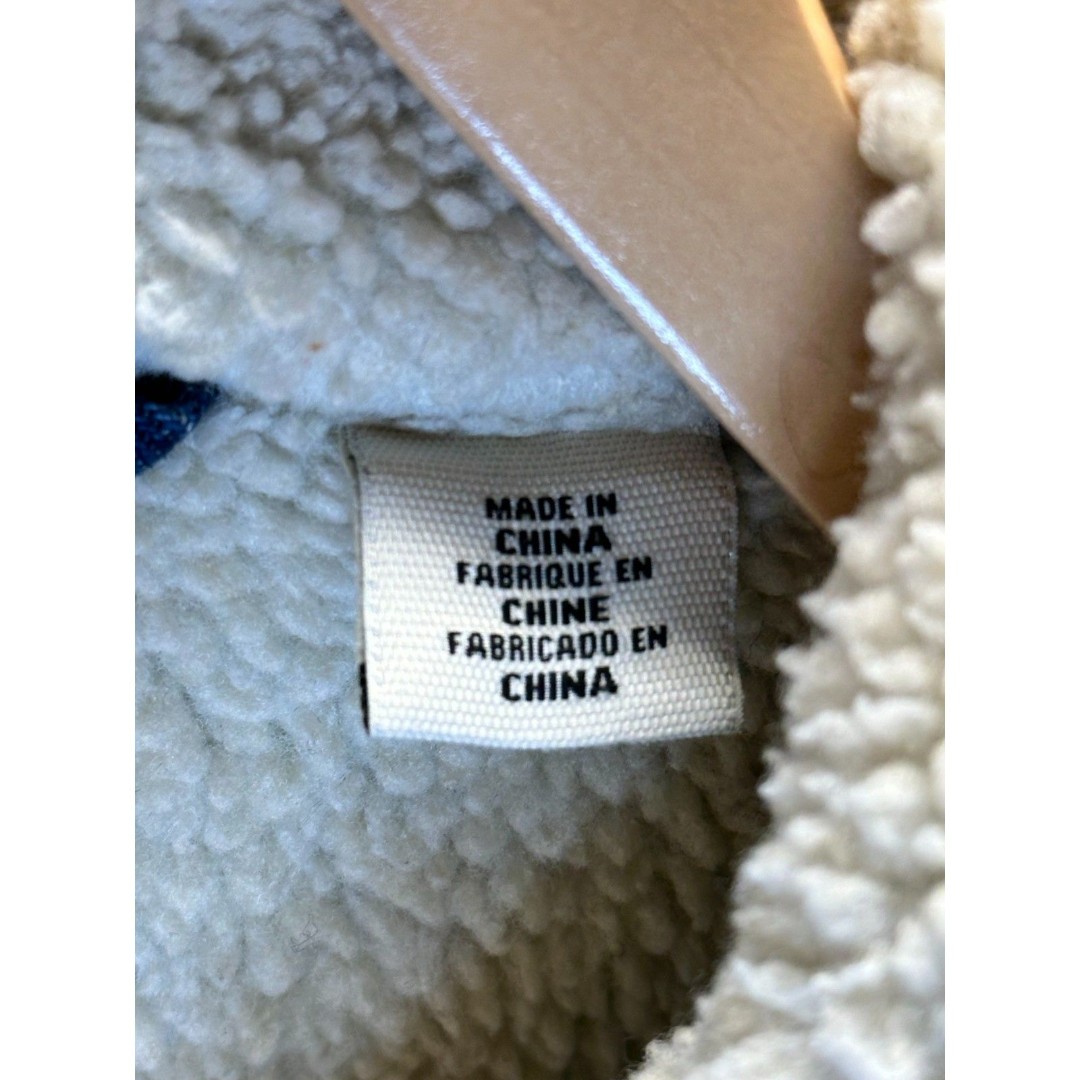 MADE IN
CHINA
FABRIQUE EN
CHINE
FABRICADO EN
CHINA